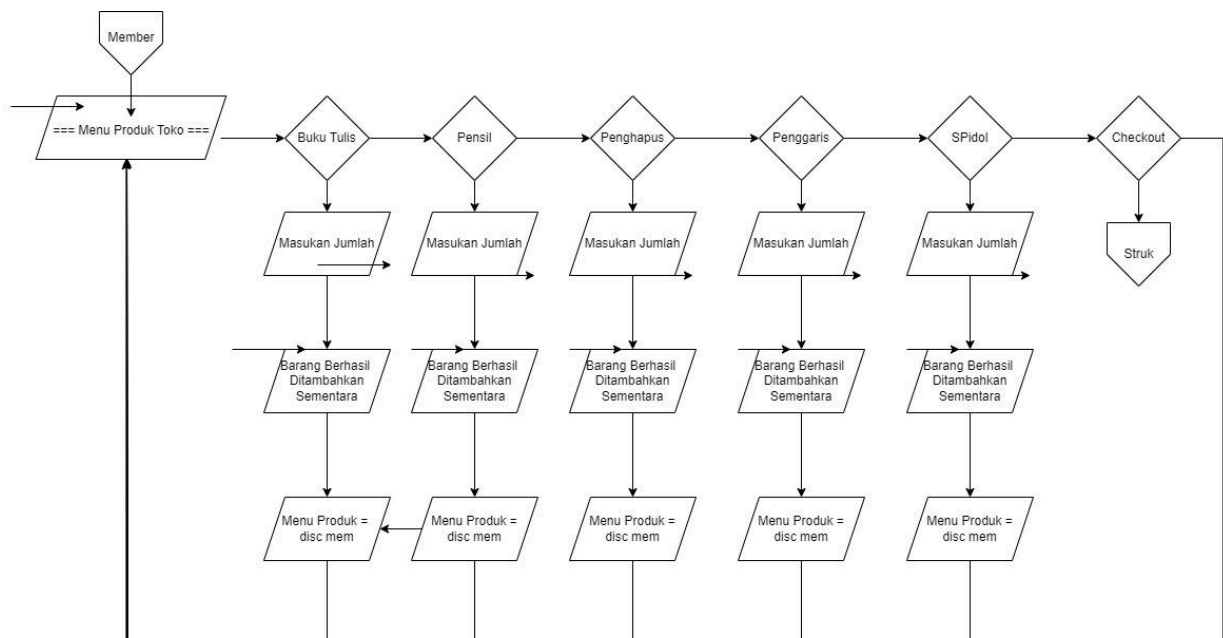 Member
=== Menu Produk Toko ===
Buku Tulis
Pensil
Penghapus
Penggaris
SPidol
Checkout
Masukan Jumlah
Masukan Jumlah
Masukan Jumlah
Masukan Jumlah
Masukan Jumlah
Struk
Barang Berhasil
Ditambahkan
Sementara
Barang Berhasil
Ditambahkan
Sementara
Barang Berhasil
Ditambahkan
Sementara
Barang Berhasil
Ditambahkan
Sementara
Barang Berhasil
Ditambahkan
Sementara
Menu Produk =
disc mem
Menu Produk =
disc mem
Menu Produk =
disc mem
Menu Produk =
disc mem
Menu Produk =
disc mem